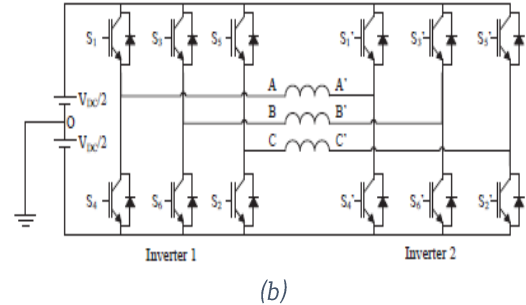 S1 S3 S5 S1' S3' S5'
A A'
VDC/2
B B'
O
VDC/2
C C'
S4 S6 S2 S4' S6' S2'
Inverter 1 Inverter 2
(b)